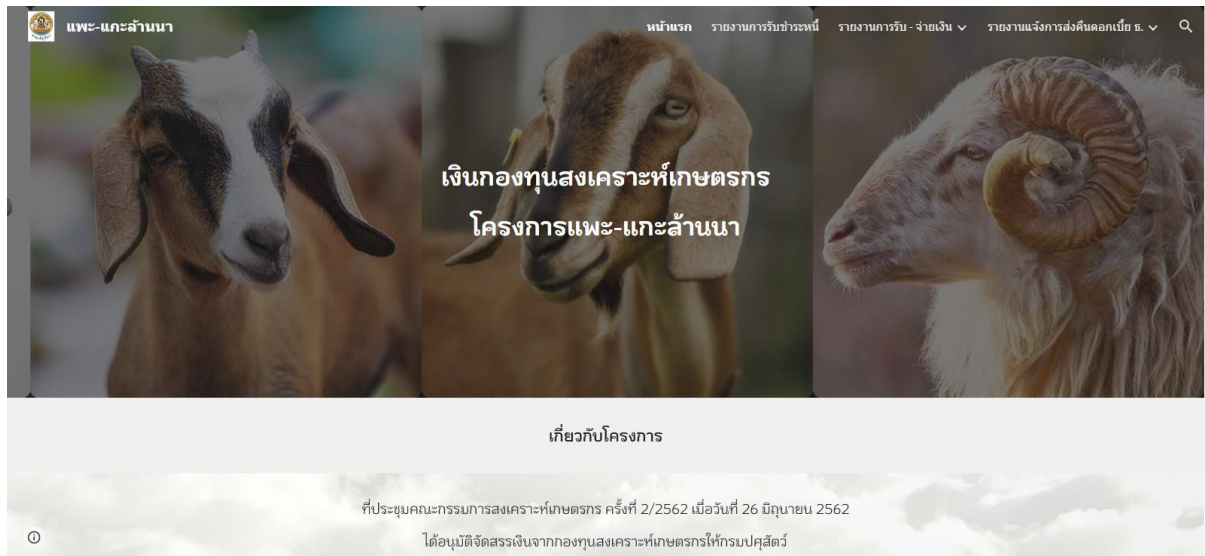 แพะ-แกะล้านนา
หน้าแรก รายงานการรับชำระหนี้ รายงานการรับ - จ่ายเงิน รายงานแจ้งการส่งคืนดอกเบี้ย ธ.
เงินกองทุนสงเคราะห์เกษตรกร
โครงการแพะ-แกะล้านนา
เกี่ยวกับโครงการ
ที่ประชุมคณะกรรมการสงเคราะห์เกษตรกร ครั้งที่ 2/2562 เมื่อวันที่ 26 มิถุนายน 2562
ได้อนุมัติจัดสรรเงินจากกองทุนสงเคราะห์เกษตรกรให้กรมปศุสัตว์